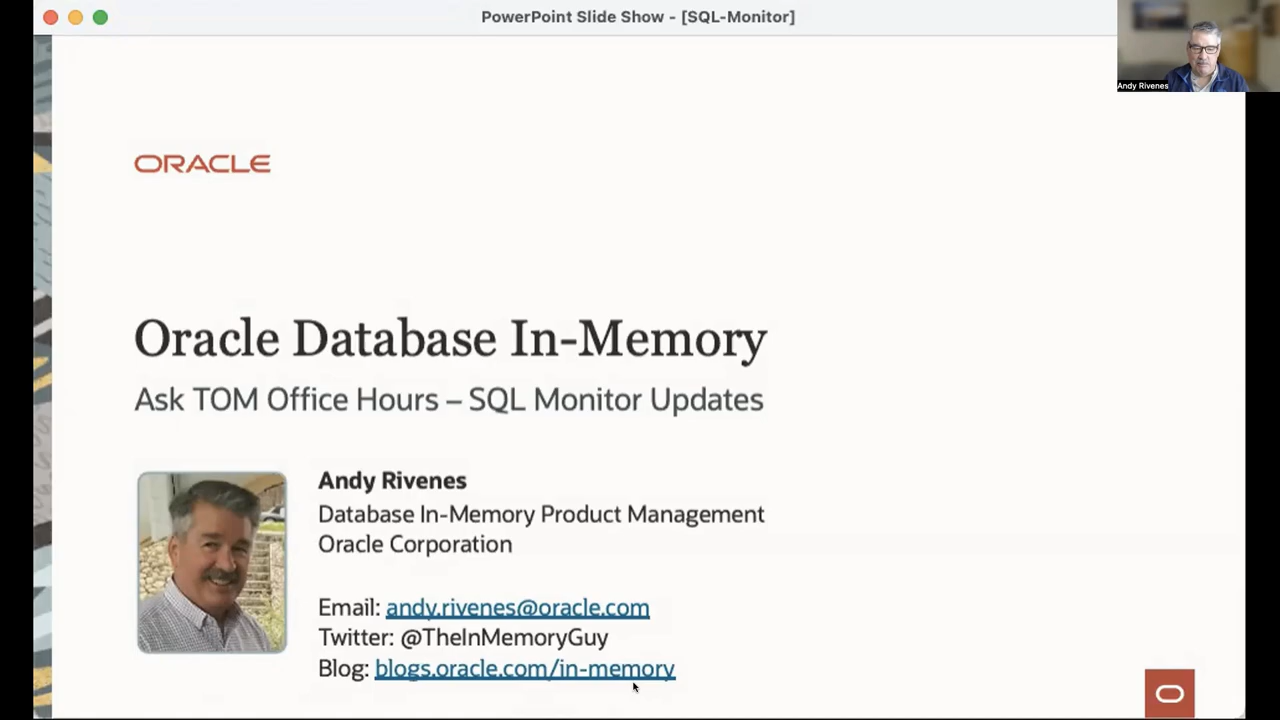 PowerPoint Slide Show - [SQL-Monitor]
Andy Rivenes
ORACLE
Oracle Database In-Memory
Ask TOM Office Hours – SQL Monitor Updates
Andy Rivenes
Database In-Memory Product Management
Oracle Corporation
Email: andy.rivenes@oracle.com
Twitter: @TheInMemoryGuy
Blog: blogs.oracle.com/in-memory